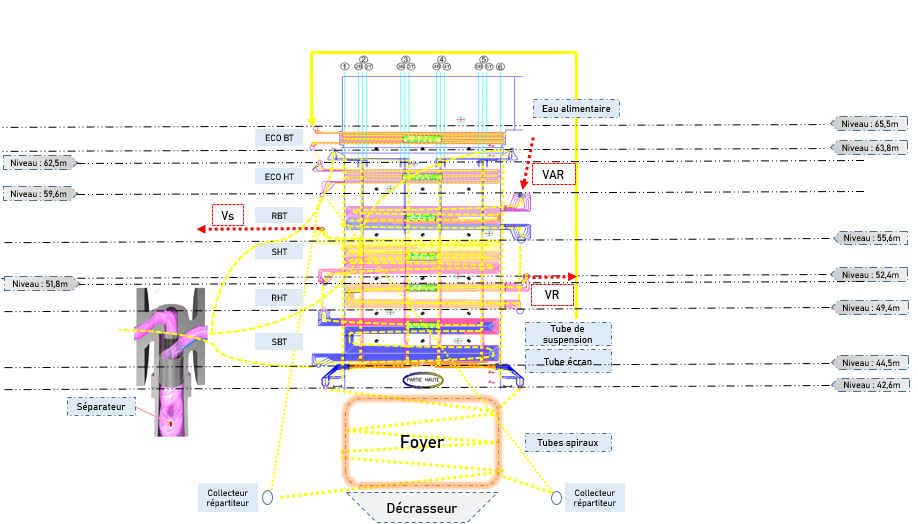 ① ② ③ ④ ⑤ ⑥
Eau alimentaire
Niveau : 65,5m
ECO BT
Niveau : 63,8m
Niveau : 62,5m
ECO HT
VAR
Niveau : 59,6m
Vs
RBT
Niveau : 55,6m
SHT
Niveau : 52,4m
Niveau : 51,8m
RHT
VR
Niveau : 49,4m
Tube de
suspension
SBT
Tube écran
Niveau : 44,5m
PARTIE HAUTE
Niveau : 42,6m
Séparateur
Foyer
Tubes spiraux
Collecteur
répartiteur
Collecteur
répartiteur
Décrasseur